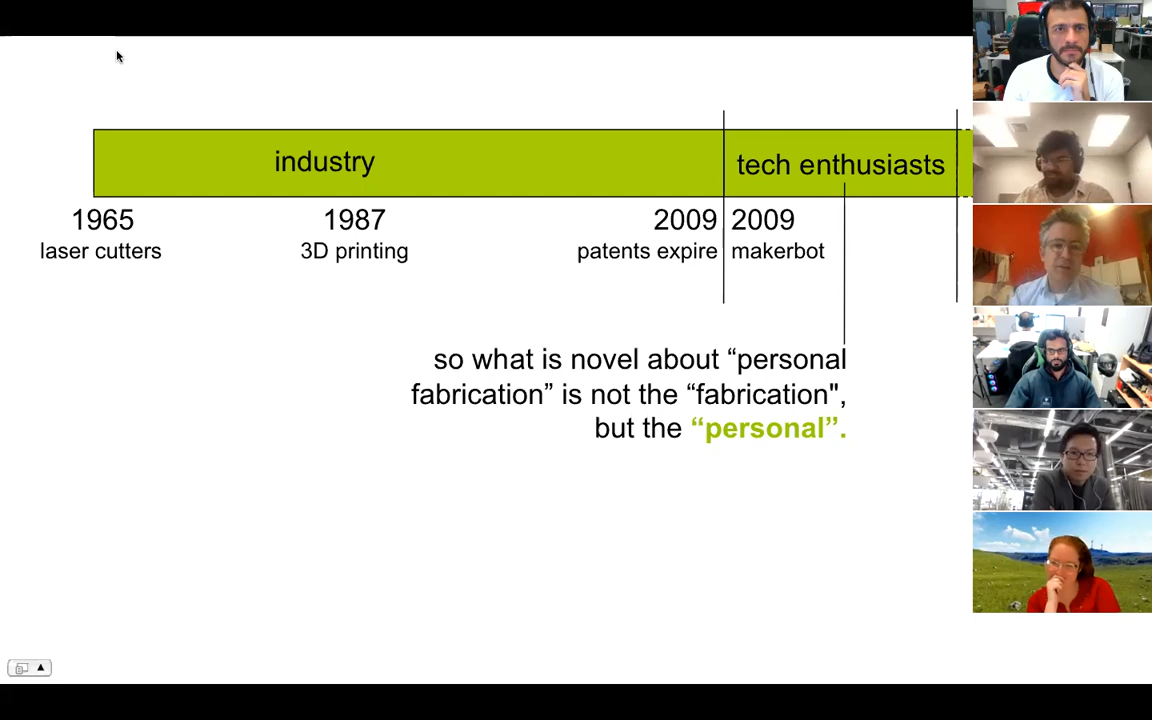 industry
tech enthusiasts
1965
1987
2009
2009
laser cutters
3D printing
patents expire
makerbot
so what is novel about “personal
fabrication” is not the “fabrication",
but the “personal”.